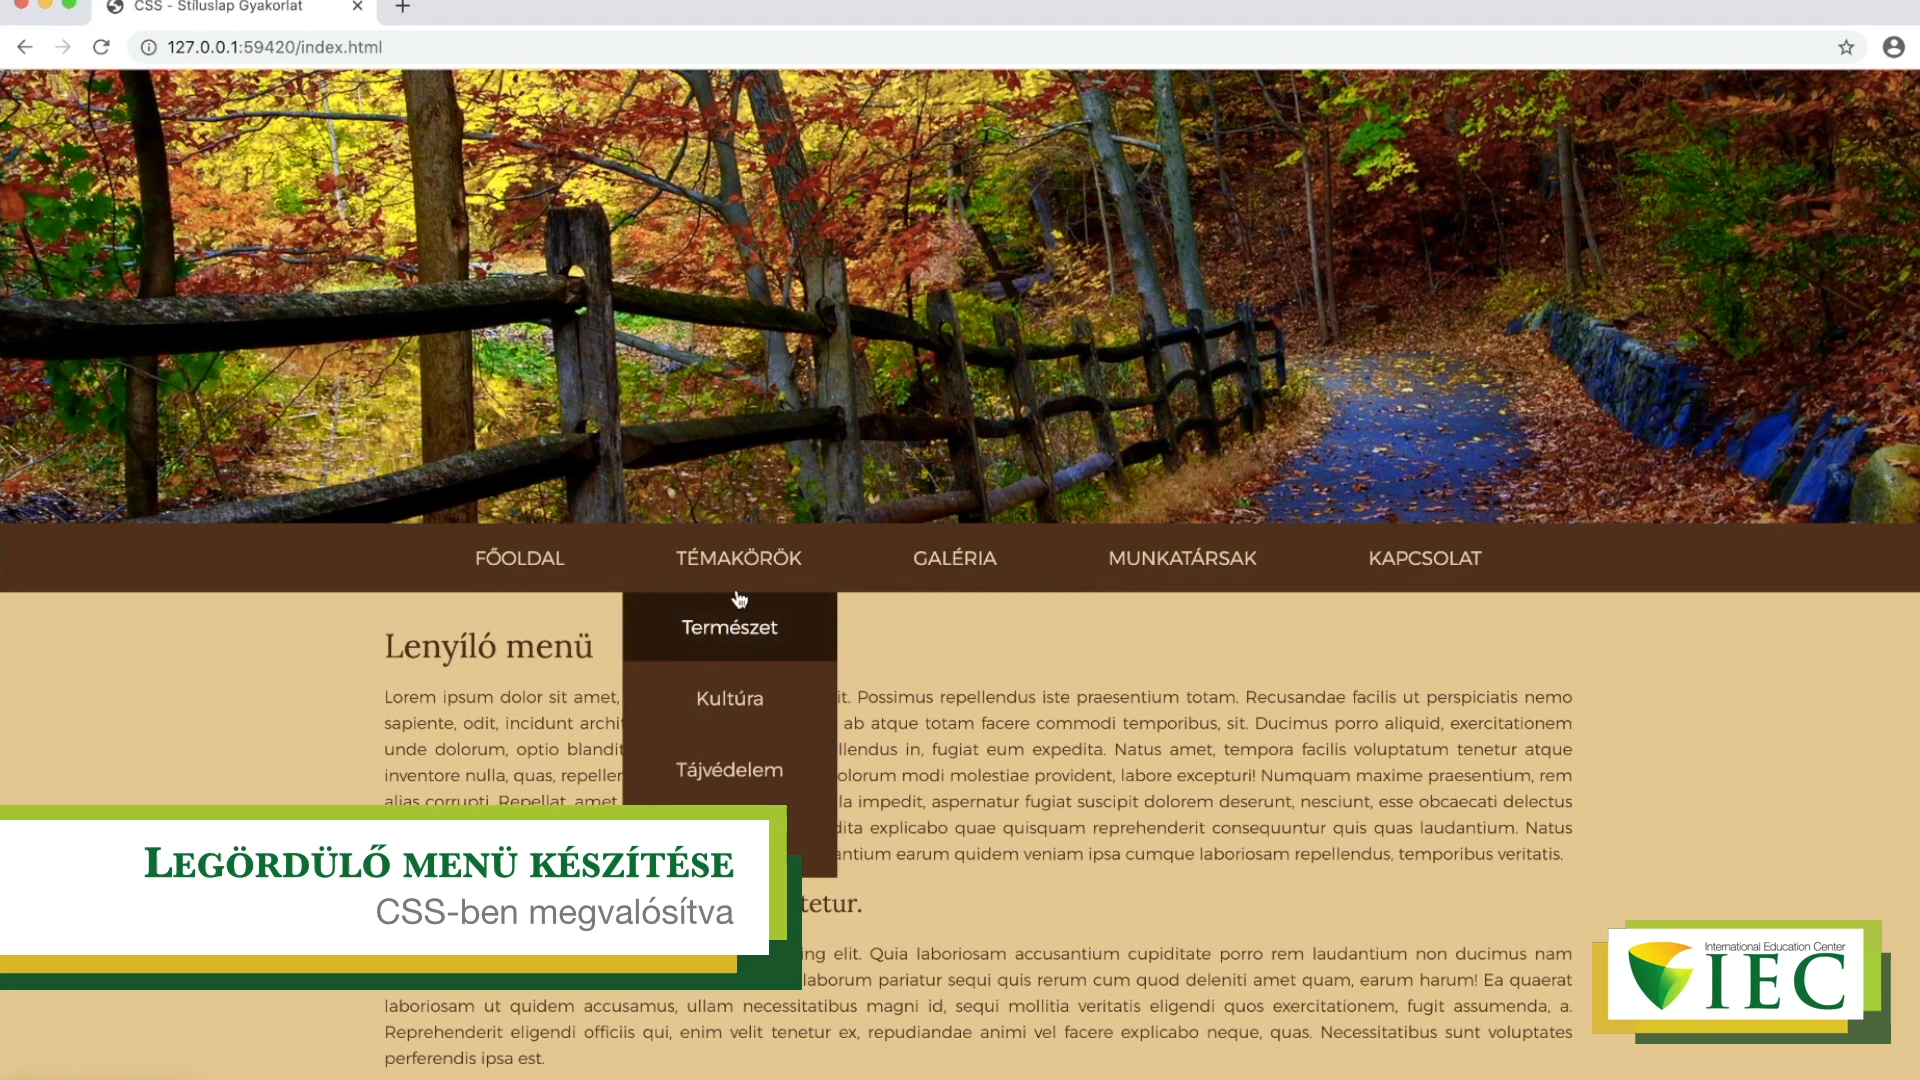 CSS - Stíluslap Gyakorlat
127.0.0.1:59420/index.html
FŐOLDAL TÉMAKÖRÖK GALÉRIA MUNKATÁRSAK KAPCSOLAT
Természet
Kultúra
Tájvédelem
Lenyíló menü
Lorem ipsum dolor sit amet, it. Possimus repellendus iste praesentium totam. Recusandae facilis ut perspiciatis nemo
sapiente, odit, incidunt archit ab atque totam facere commodi temporibus, sit. Ducimus porro aliquid, exercitationem
unde dolorum, optio blandit llendus in, fugiat eum expedita. Natus amet, tempora facilis voluptatum tenetur atque
inventore nulla, quas, repeller olorum modi molestiae provident, labore excepturi! Numquam maxime praesentium, rem
alias corrupti. Repellat, amet la impedit, aspernatur fugiat suscipit dolorem deserunt, nesciunt, esse obcaecati delectus
dita explicabo quae quisquam reprehenderit consequuntur quis quas laudantium. Natus
antium earum quidem veniam ipsa cumque laboriosam repellendus, temporibus veritatis.
tetur.
ing elit. Quia laboriosam accusantium cupiditate porro rem laudantium non ducimus nam
laborum pariatur sequi quis rerum cum quod deleniti amet quam, earum harum! Ea quaerat
laboriosam ut quidem accusamus, ullam necessitatibus magni id, sequi mollitia veritatis eligendi quos exercitationem, fugit assumenda, a.
Reprehenderit eligendi officiis qui, enim velit tenetur ex, repudiandae animi vel facere explicabo neque, quas. Necessitatibus sunt voluptates
perferendis ipsa est.
LEGÖRDÜLŐ MENÜ KÉSZÍTÉSE
CSS-ben megvalósítva
International Education Center
IEC